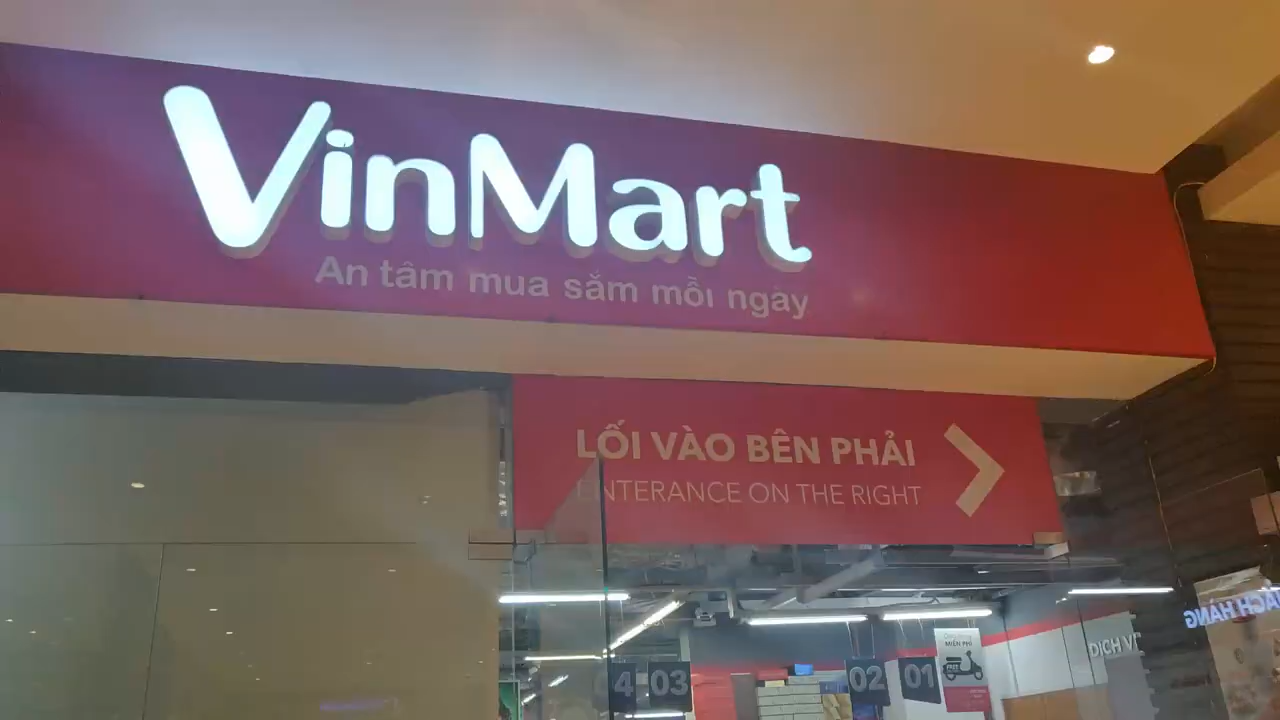 VinMart
An tâm mua sắm mỗi ngày
LỐI VÀO BÊN PHẢI
ENTERANCE ON THE RIGHT
4 03 02 01
MIỄN PHÍ
DỊCH V
ÁCH HÀNG